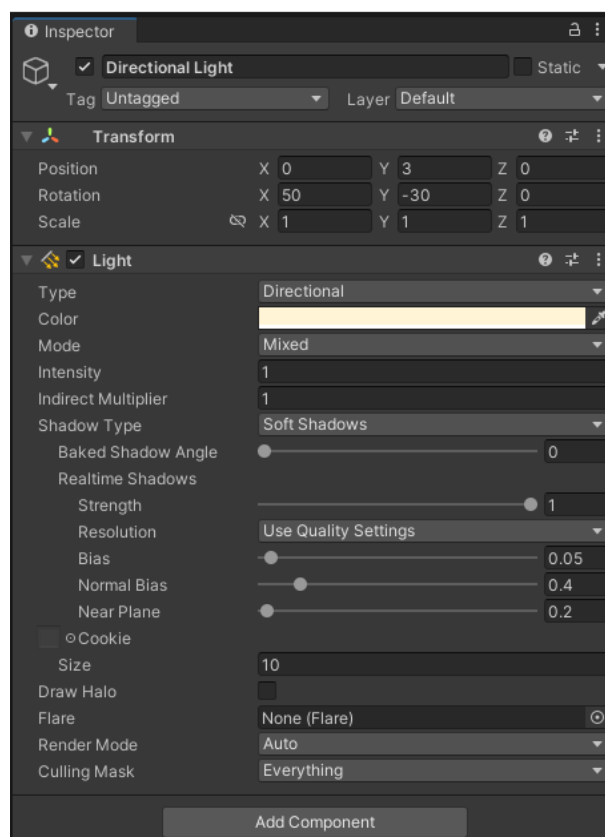 Inspector
Directional Light Static
Tag Untagged Layer Default
Transform
Position X 0 Y 3 Z 0
Rotation X 50 Y -30 Z 0
Scale X 1 Y 1 Z 1
Light
Type Directional
Color
Mode Mixed
Intensity 1
Indirect Multiplier 1
Shadow Type Soft Shadows
Baked Shadow Angle 0
Realtime Shadows
Strength 1
Resolution Use Quality Settings
Bias 0.05
Normal Bias 0.4
Near Plane 0.2
Cookie
Size 10
Draw Halo
Flare None (Flare)
Render Mode Auto
Culling Mask Everything
Add Component